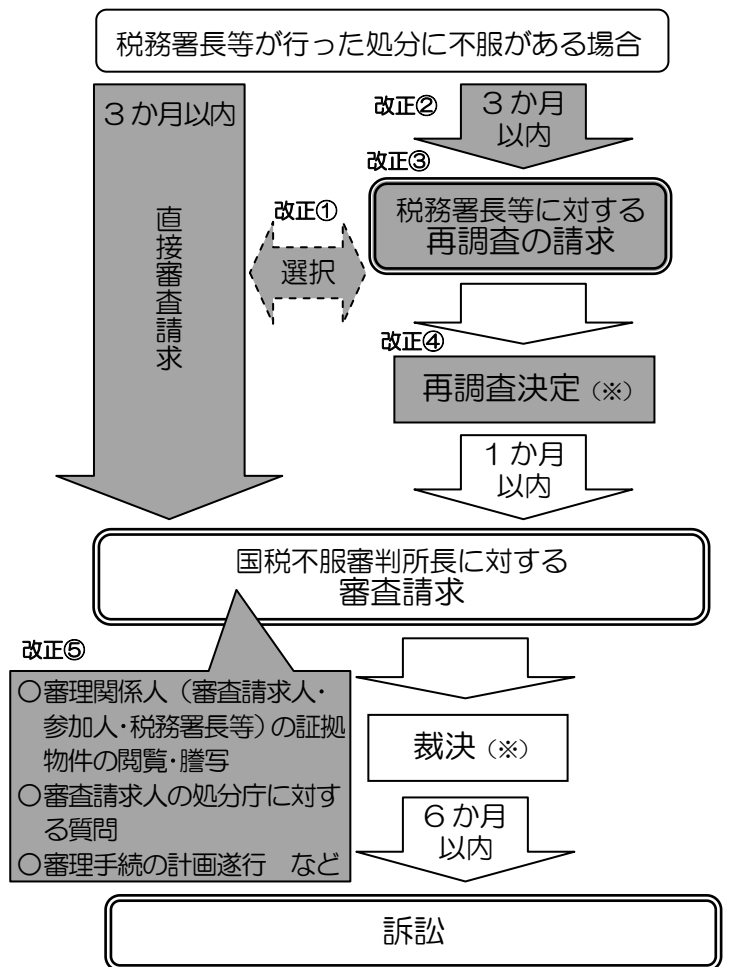 税務署長等が行った処分に不服がある場合
3か月以内
直接審査請求
改正②
3か月
以内
改正③
税務署長等に対する
再調査の請求
改正①
選択
改正④
再調査決定（※）
1か月
以内
国税不服審判所長に対する
審査請求
改正⑤
○審理関係人（審査請求人・
参加人・税務署長等）の証拠
物件の閲覧・謄写
○審査請求人の処分庁に対す
る質問
○審理手続の計画遂行　など
裁決（※）
6か月
以内
訴訟